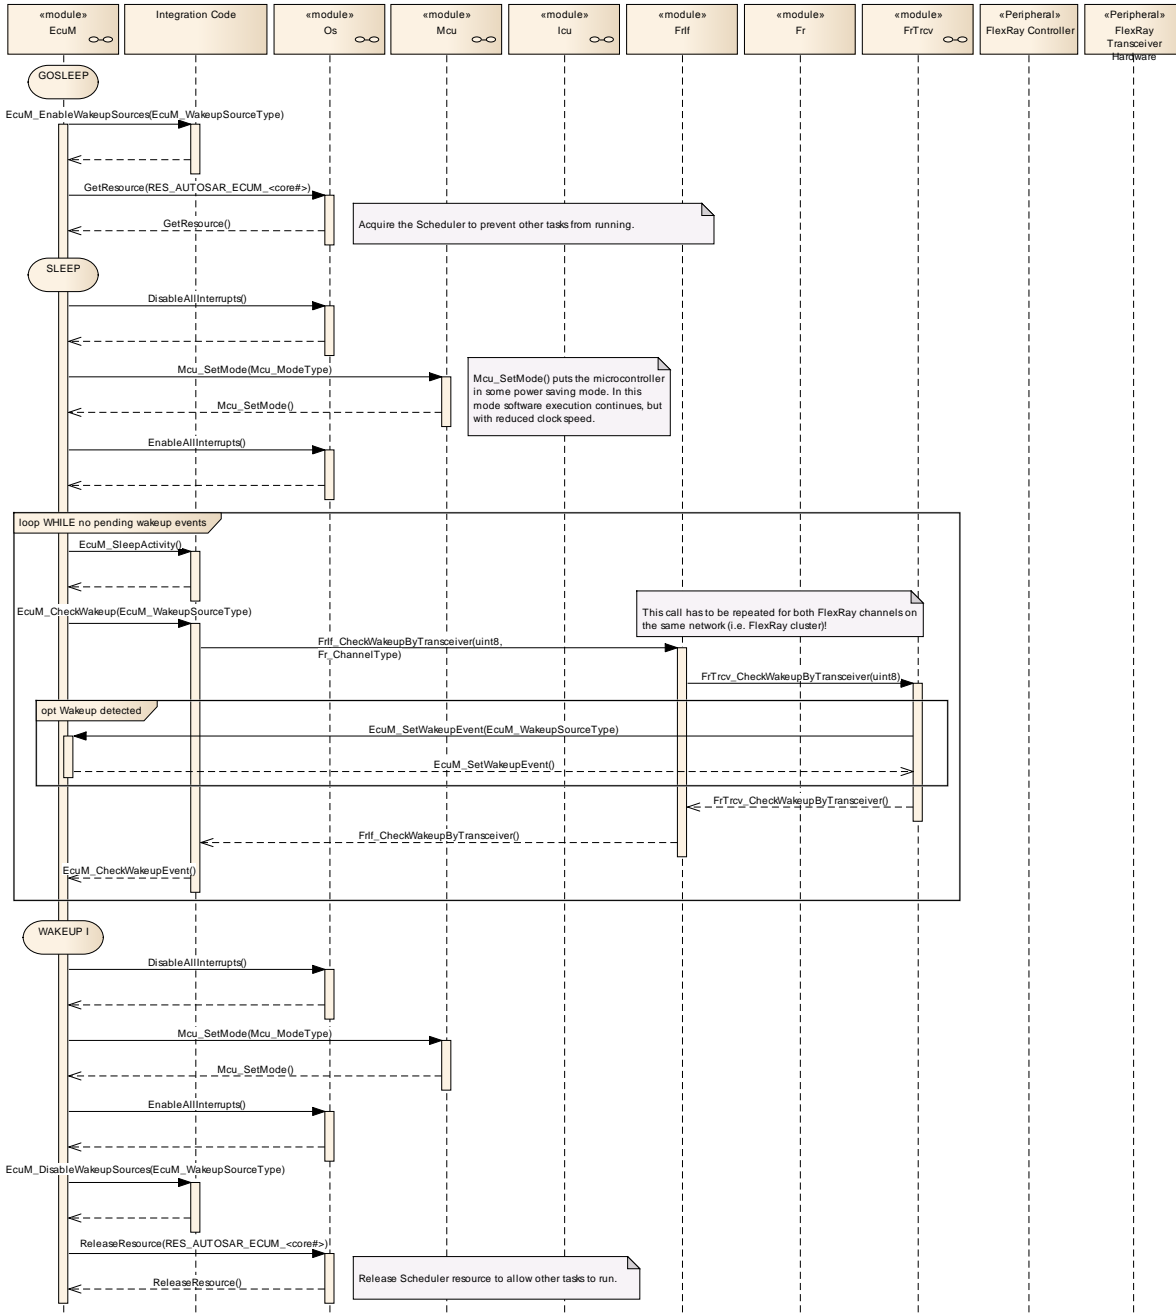 «module»
EcuM
Integration Code
«module»
Os
«module»
Mcu
«module»
Icu
«module»
FrIf
«module»
Fr
«module»
FrTrcv
«Peripheral»
FlexRay Controller
«Peripheral»
FlexRay
Transceiver
Hardware
GOSLEEP
EcuM_EnableWakeupSources(EcuM_WakeupSourceType)
GetResource(RES_AUTOSAR_ECUM_<core#>)
Acquire the Scheduler to prevent other tasks from running.
GetResource()
SLEEP
DisableAllInterrupts()
Mcu_SetMode(Mcu_ModeType)
Mcu_SetMode() puts the microcontroller
in some power saving mode. In this
mode software execution continues, but
with reduced clock speed.
Mcu_SetMode()
EnableAllInterrupts()
loop WHILE no pending wakeup events
EcuM_SleepActivity()
EcuM_CheckWakeup(EcuM_WakeupSourceType)
This call has to be repeated for both FlexRay channels on
the same network (i.e. FlexRay cluster)!
FrIf_CheckWakeupByTransceiver(uint8,
Fr_ChannelType)
FrTrcv_CheckWakeupByTransceiver(uint8)
opt Wakeup detected
EcuM_SetWakeupEvent(EcuM_WakeupSourceType)
EcuM_SetWakeupEvent()
FrTrcv_CheckWakeupByTransceiver()
FrIf_CheckWakeupByTransceiver()
EcuM_CheckWakeupEvent()
WAKEUP I
DisableAllInterrupts()
Mcu_SetMode(Mcu_ModeType)
Mcu_SetMode()
EnableAllInterrupts()
EcuM_DisableWakeupSources(EcuM_WakeupSourceType)
ReleaseResource(RES_AUTOSAR_ECUM_<core#>)
Release Scheduler resource to allow other tasks to run.
ReleaseResource()